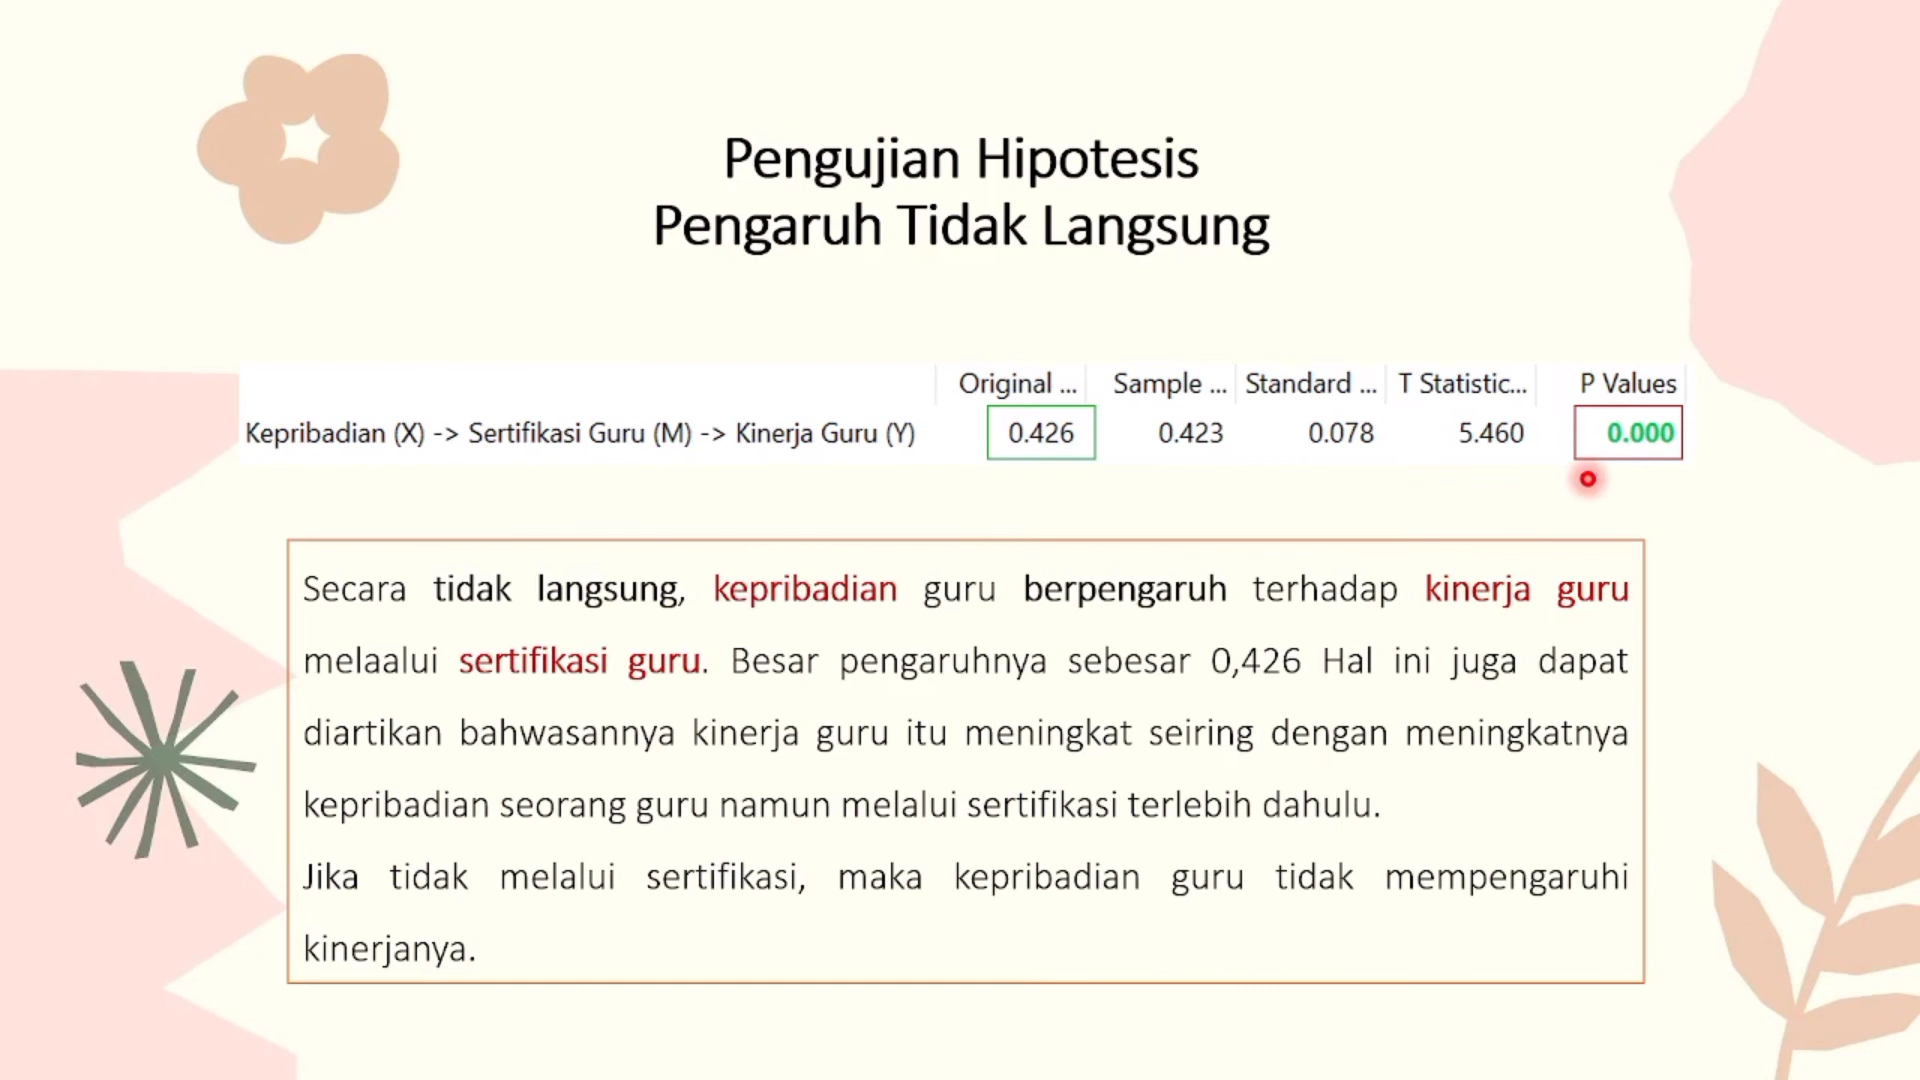 Pengujian Hipotesis
Pengaruh Tidak Langsung
Original ... Sample ... Standard ... T Statistic... P Values
Kepribadian (X) -> Sertifikasi Guru (M) -> Kinerja Guru (Y) 0.426 0.423 0.078 5.460 0.000
Secara tidak langsung, kepribadian guru berpengaruh terhadap kinerja guru
melaalui sertifikasi guru. Besar pengaruhnya sebesar 0,426 Hal ini juga dapat
diartikan bahwasannya kinerja guru itu meningkat seiring dengan meningkatnya
kepribadian seorang guru namun melalui sertifikasi terlebih dahulu.
Jika tidak melalui sertifikasi, maka kepribadian guru tidak mempengaruhi
kinerjanya.